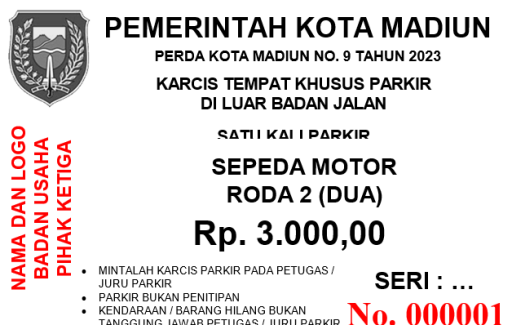 PEMERINTAH KOTA MADIUN
PERDA KOTA MADIUN NO. 9 TAHUN 2023
KARCIS TEMPAT KHUSUS PARKIR
DI LUAR BADAN JALAN
SATU KALI PARKIR
SEPEDA MOTOR
RODA 2 (DUA)
Rp. 3.000,00
NAMA DAN LOGO
BADAN USAHA
PIHAK KETIGA
• MINTALAH KARCIS PARKIR PADA PETUGAS /
JURU PARKIR
• PARKIR BUKAN PENITIPAN
• KENDARAAN / BARANG HILANG BUKAN
TANGGUNG JAWAB PETUGAS / JURU PARKIR
SERI : ...
No. 000001